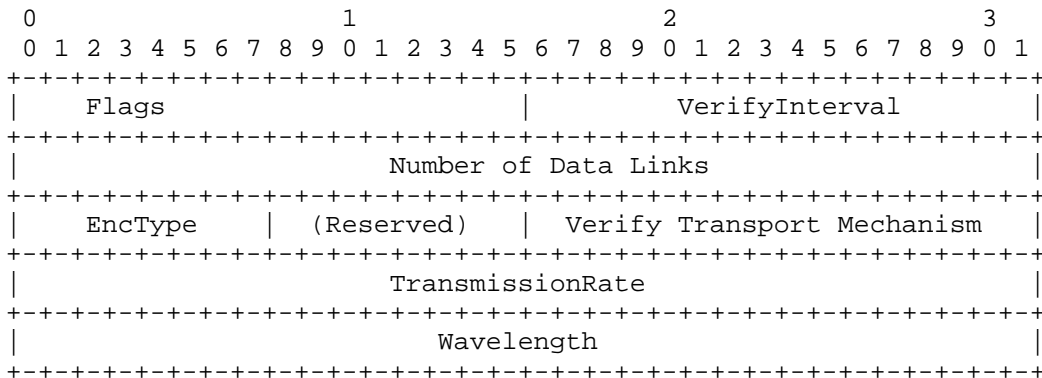 0                   1                   2                   3
 0 1 2 3 4 5 6 7 8 9 0 1 2 3 4 5 6 7 8 9 0 1 2 3 4 5 6 7 8 9 0 1
+-+-+-+-+-+-+-+-+-+-+-+-+-+-+-+-+-+-+-+-+-+-+-+-+-+-+-+-+-+-+-+-+
|    Flags                      |         VerifyInterval        |
+-+-+-+-+-+-+-+-+-+-+-+-+-+-+-+-+-+-+-+-+-+-+-+-+-+-+-+-+-+-+-+-+
|                       Number of Data Links                    |
+-+-+-+-+-+-+-+-+-+-+-+-+-+-+-+-+-+-+-+-+-+-+-+-+-+-+-+-+-+-+-+-+
|    EncType    |  (Reserved)   |  Verify Transport Mechanism   |
+-+-+-+-+-+-+-+-+-+-+-+-+-+-+-+-+-+-+-+-+-+-+-+-+-+-+-+-+-+-+-+-+
|                       TransmissionRate                        |
+-+-+-+-+-+-+-+-+-+-+-+-+-+-+-+-+-+-+-+-+-+-+-+-+-+-+-+-+-+-+-+-+
|                          Wavelength                           |
+-+-+-+-+-+-+-+-+-+-+-+-+-+-+-+-+-+-+-+-+-+-+-+-+-+-+-+-+-+-+-+-+